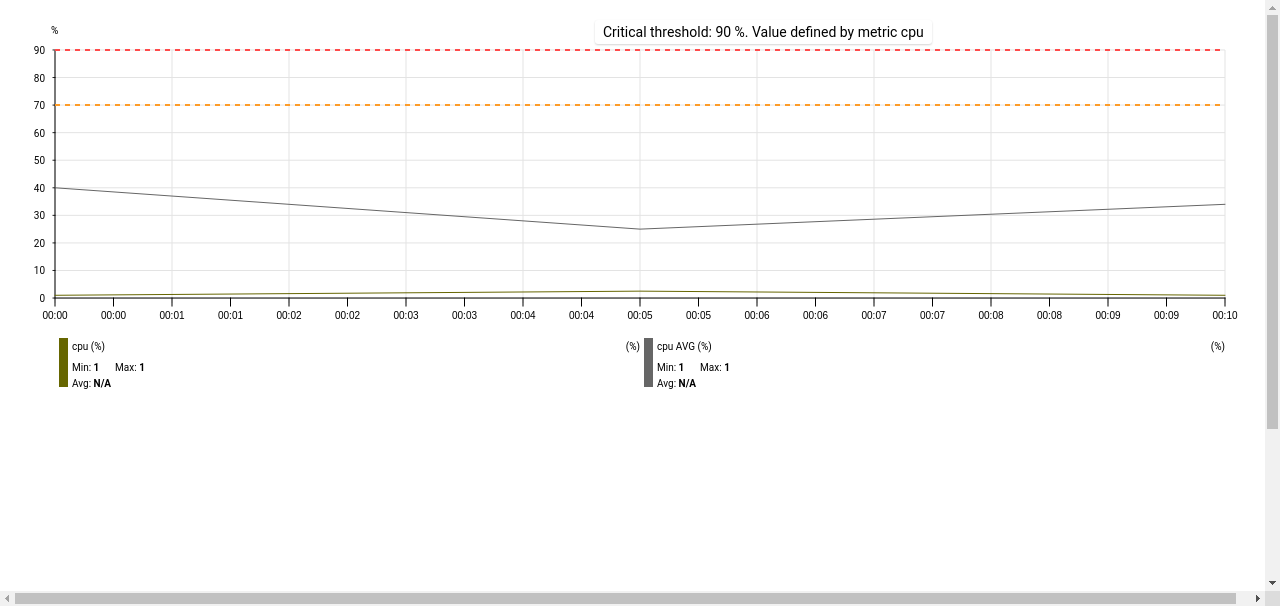 %
Critical threshold: 90 %. Value defined by metric cpu
90
80
70
60
50
40
30
20
10
0
00:00 00:00 00:01 00:01 00:02 00:02 00:03 00:03 00:04 00:04 00:05 00:05 00:06 00:06 00:07 00:07 00:08 00:08 00:09 00:09 00:10
cpu (%) (%) cpu AVG (%) (%)
Min: 1 Max: 1 Min: 1 Max: 1
Avg: N/A Avg: N/A